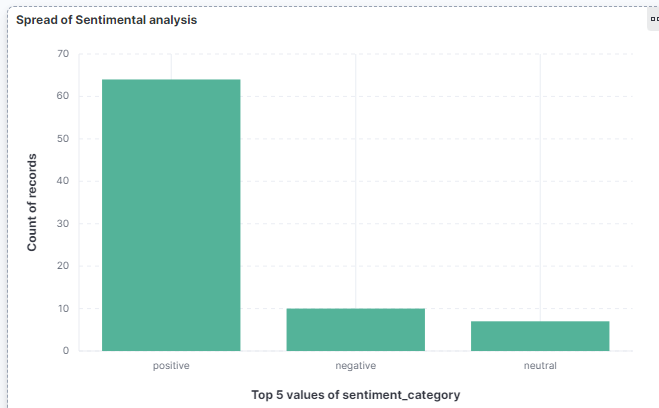 Spread of Sentimental analysis
70
60
50
40
30
20
10
0
Count of records
positive negative neutral
Top 5 values of sentiment_category